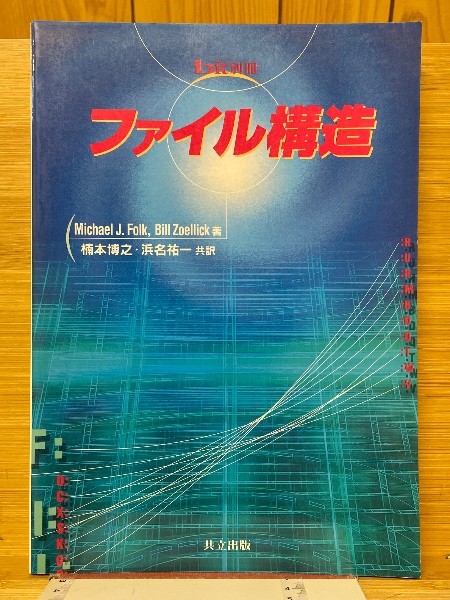 bit別冊
ファイル構造
Michael J. Folk, Bill Zoellick 著
楠本博之・浜名祐一 共訳
F:
共立出版